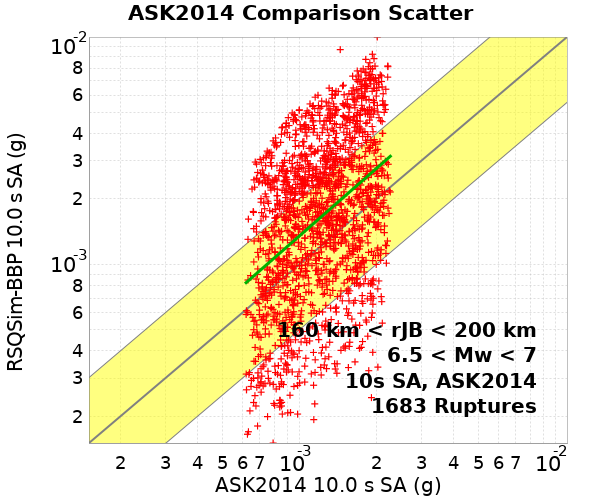 ASK2014 Comparison Scatter
RSQSim-BBP 10.0 s SA (g)
10-2
8
6
4
3
2
10-3
8
6
4
3
2
160 km < rJB < 200 km
6.5 < Mw < 7
10s SA, ASK2014
1683 Ruptures
2 3 4 5 6 7 10-3 2 3 4 5 6 7 10-2
ASK2014 10.0 s SA (g)